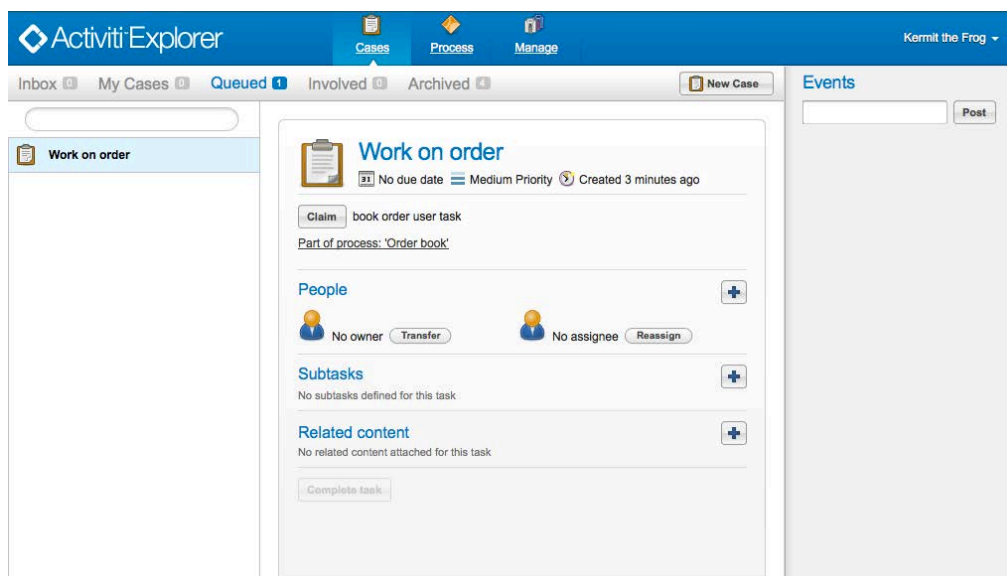 Activiti Explorer
Cases Process Manage
Kermit the Frog
Inbox 0 My Cases 0 Queued 1 Involved 0 Archived 4 New Case Events
Post
Work on order
Work on order
31 No due date Medium Priority Created 3 minutes ago
Claim book order user task
Part of process: 'Order book'
People
No owner Transfer No assignee Reassign
Subtasks
No subtasks defined for this task
Related content
No related content attached for this task
Complete task